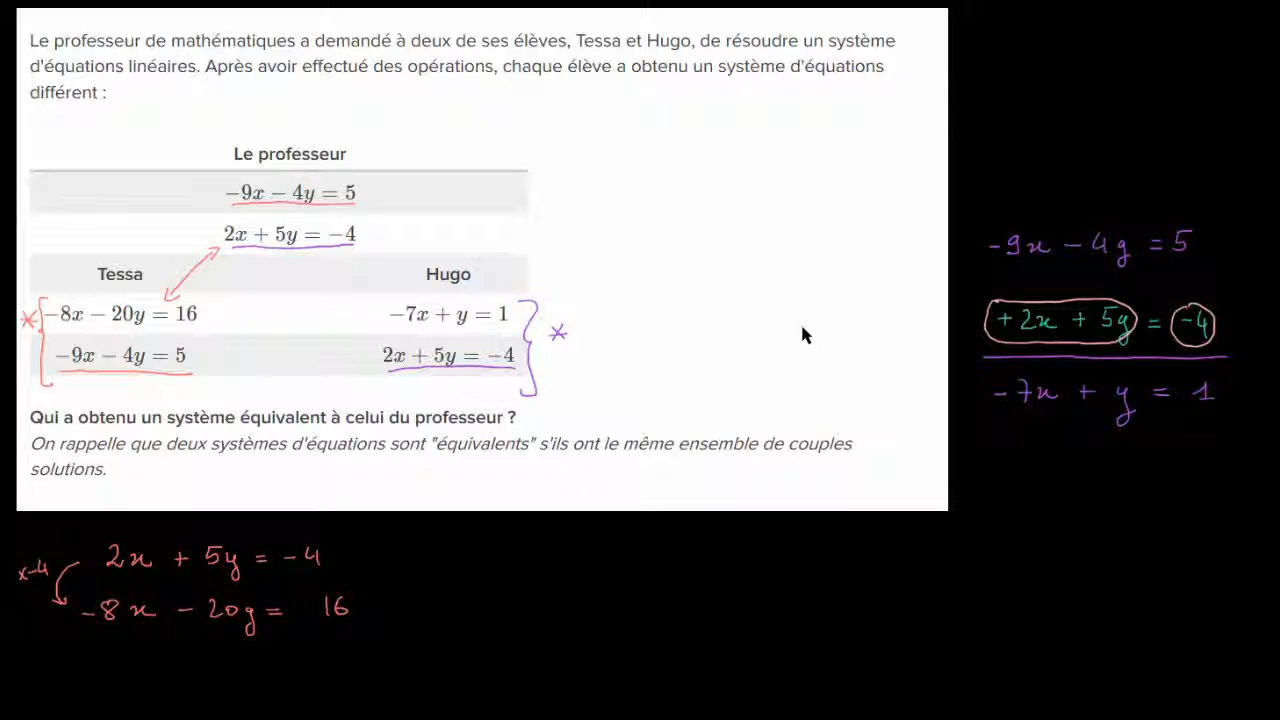 Le professeur de mathématiques a demandé à deux de ses élèves, Tessa et Hugo, de résoudre un système
d'équations linéaires. Après avoir effectué des opérations, chaque élève a obtenu un système d'équations
différent :
Le professeur
−9x − 4y = 5
2x + 5y = −4
Tessa Hugo
* −8x − 20y = 16 −7x + y = 1 *
−9x − 4y = 5 2x + 5y = −4
Qui a obtenu un système équivalent à celui du professeur ?
On rappelle que deux systèmes d'équations sont "équivalents" s'ils ont le même ensemble de couples
solutions.
-9x - 4y = 5
+2x + 5y = -4
-7x + y = 1
2x + 5y = -4
x-4
-8x - 20y = 16